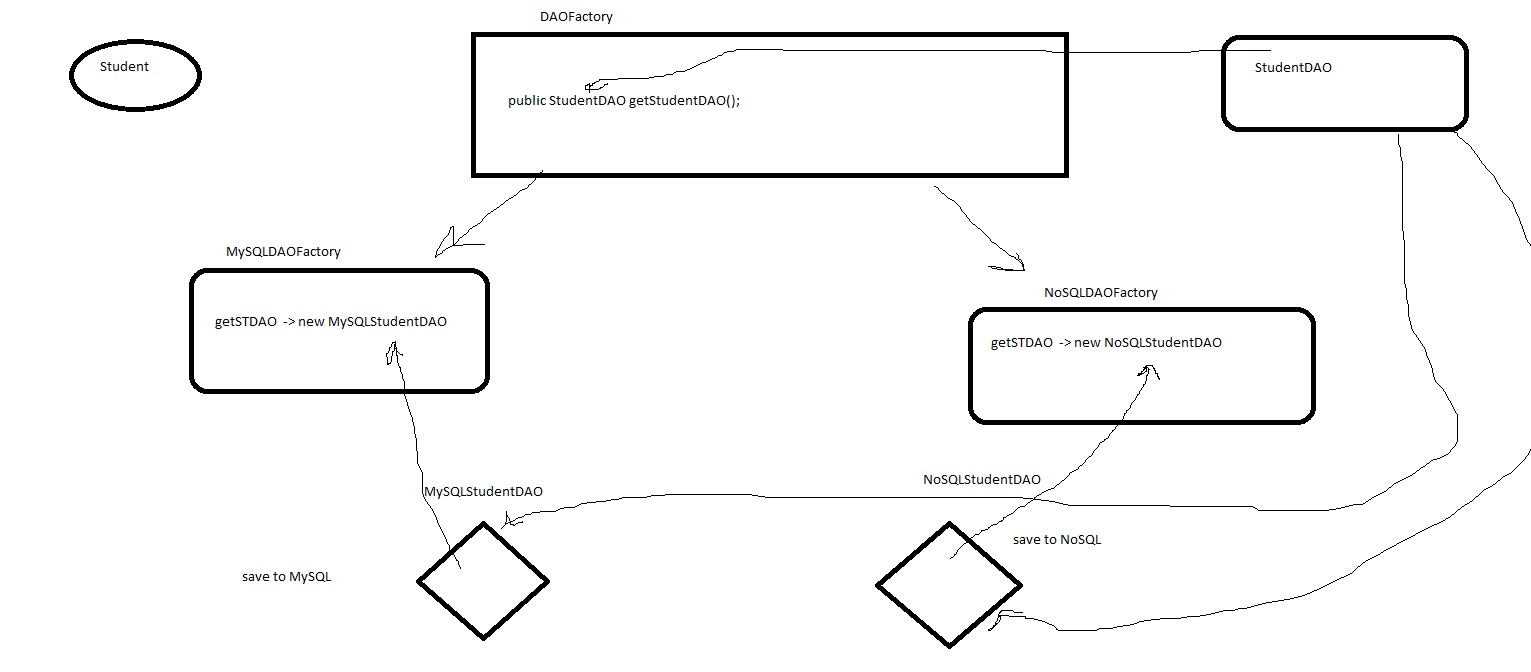 DAOFactory
Student
StudentDAO
public StudentDAO getStudentDAO();
MySQLDAOFactory
NoSQLDAOFactory
getSTDAO -> new MySQLStudentDAO
getSTDAO -> new NoSQLStudentDAO
MySQLStudentDAO
NoSQLStudentDAO
save to NoSQL
save to MySQL